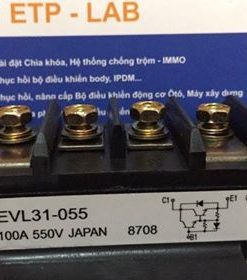 ETP - LAB
ài đặt Chìa khóa, Hệ thống chống trộm - IMMO
hục hồi bộ điều khiển body, IPDM...
hục hồi, nâng cấp Bộ điều khiển động cơ Ôtô, Máy xây dựng
EVL31-055
100A 550V JAPAN 8708
C1
E1
B1